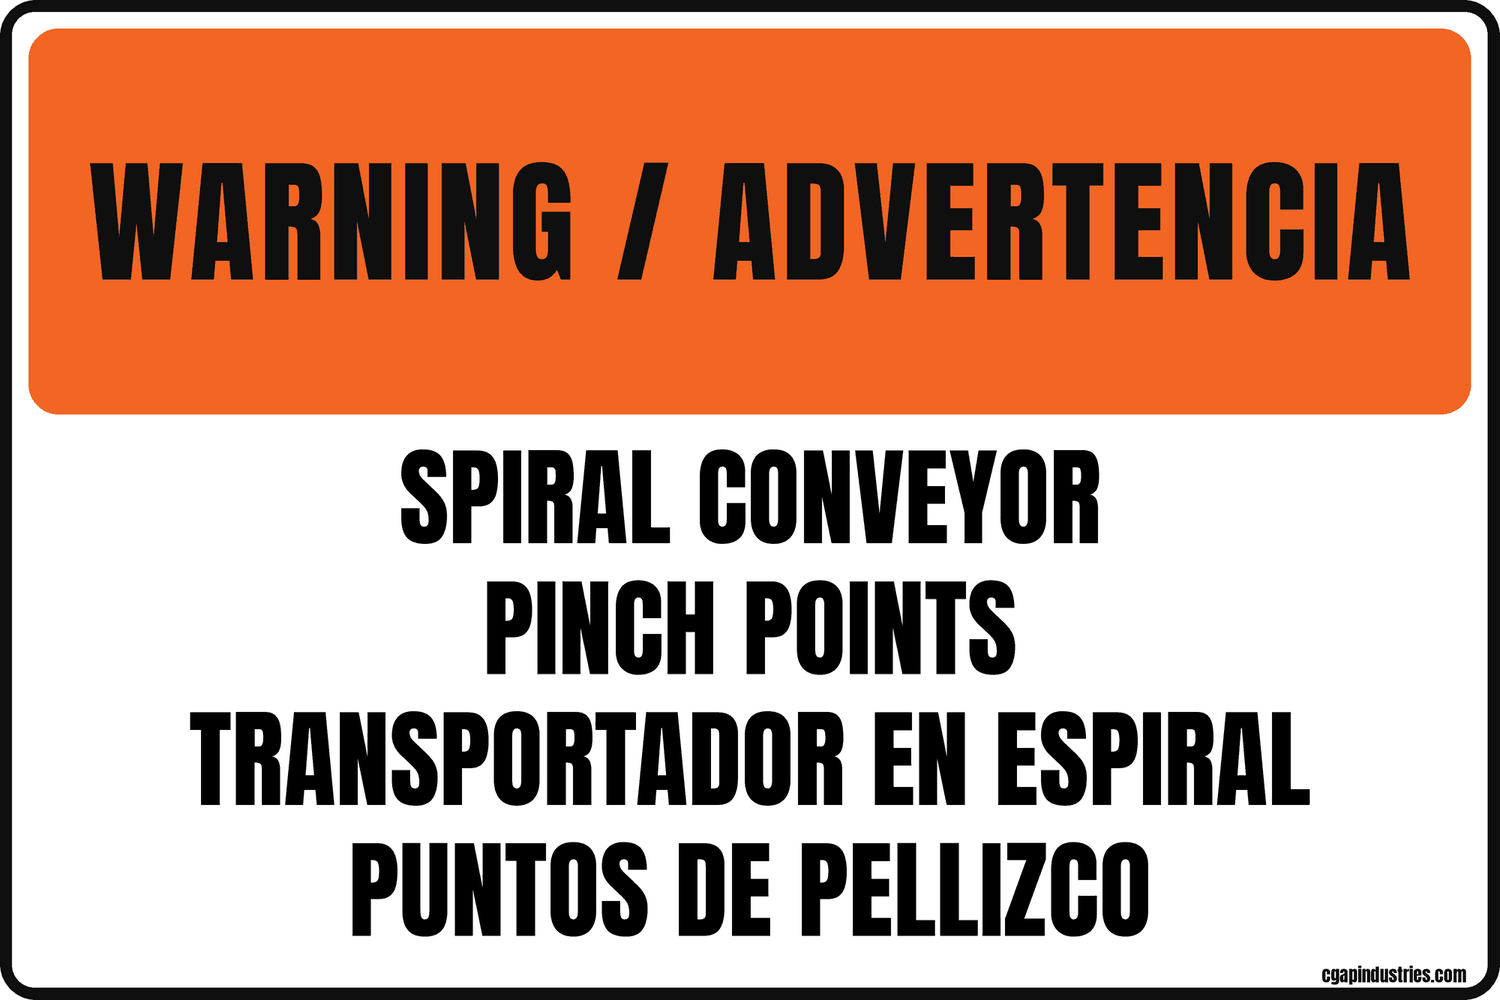 WARNING / ADVERTENCIA
SPIRAL CONVEYOR
PINCH POINTS
TRANSPORTADOR EN ESPIRAL
PUNTOS DE PELLIZCO
cgapindustries.com